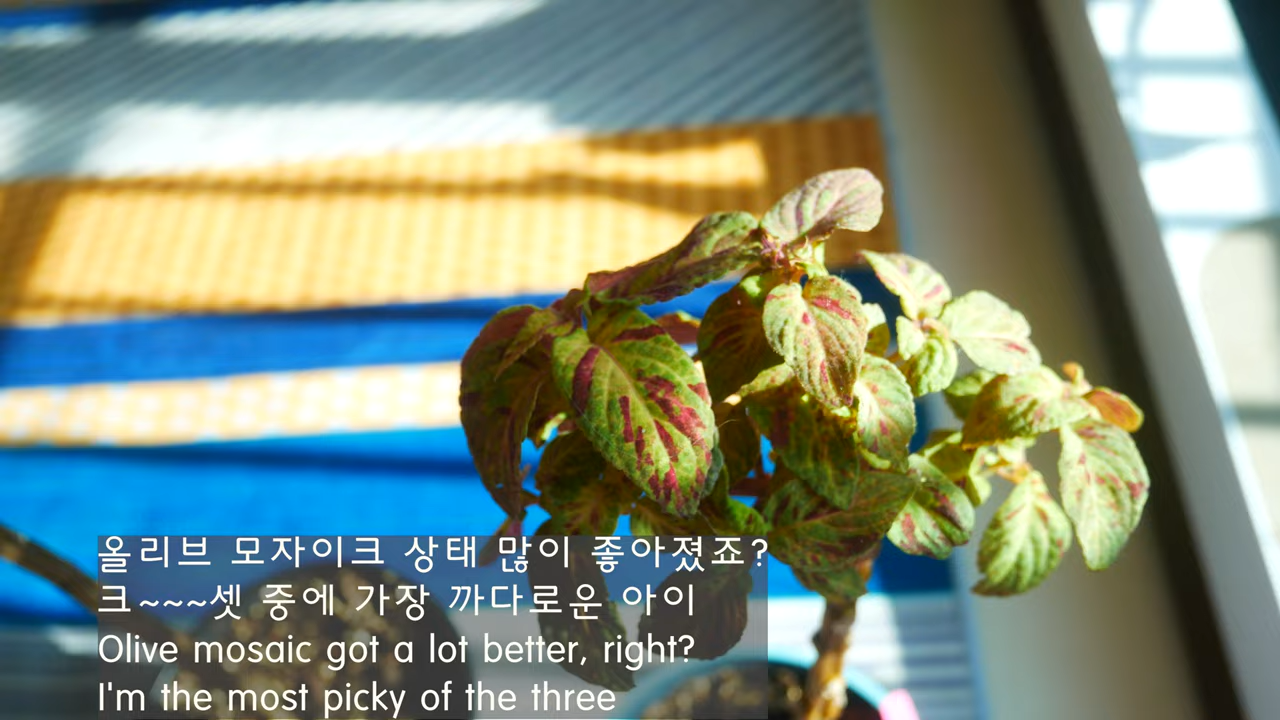 올리브 모자이크 상태 많이 좋아졌죠?
크~~~셋 중에 가장 까다로운 아이
Olive mosaic got a lot better, right?
I'm the most picky of the three